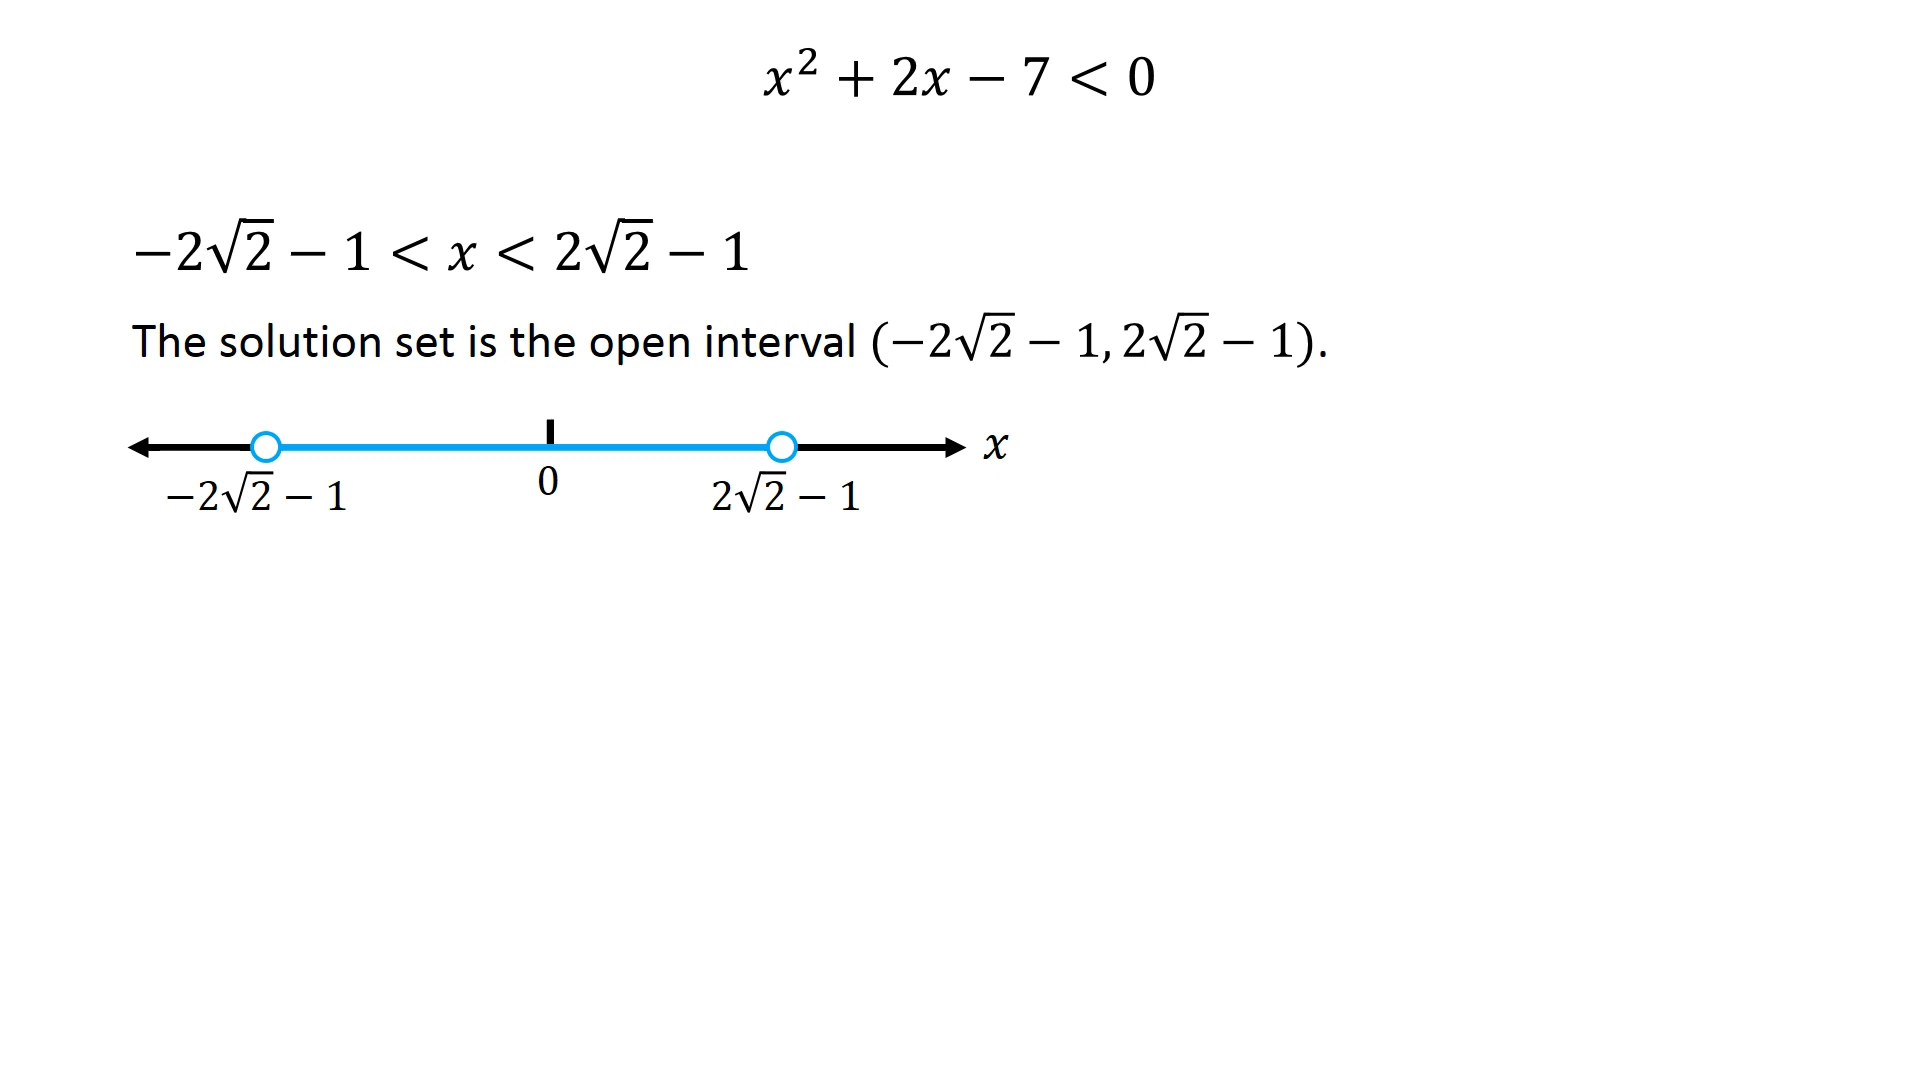 x² + 2x − 7 < 0
−2√2 − 1 < x < 2√2 − 1
The solution set is the open interval (−2√2 − 1, 2√2 − 1).
x
−2√2 − 1 0 2√2 − 1